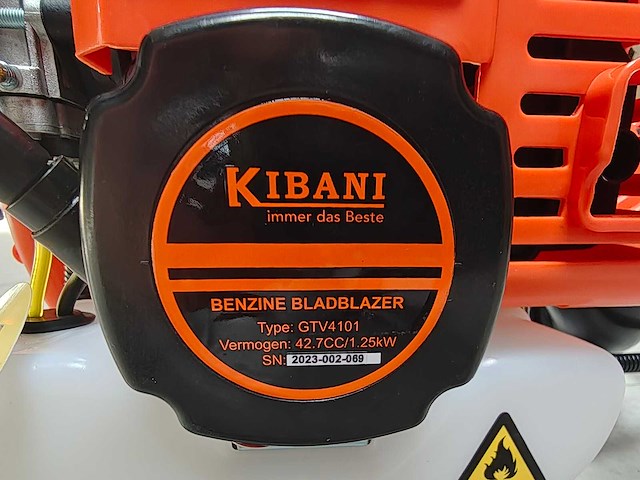 KIBANI
immer das Beste
BENZINE BLADBLAZER
Type: GTV4101
Vermogen: 42.7CC/1.25kW
SN: 2023-002-069